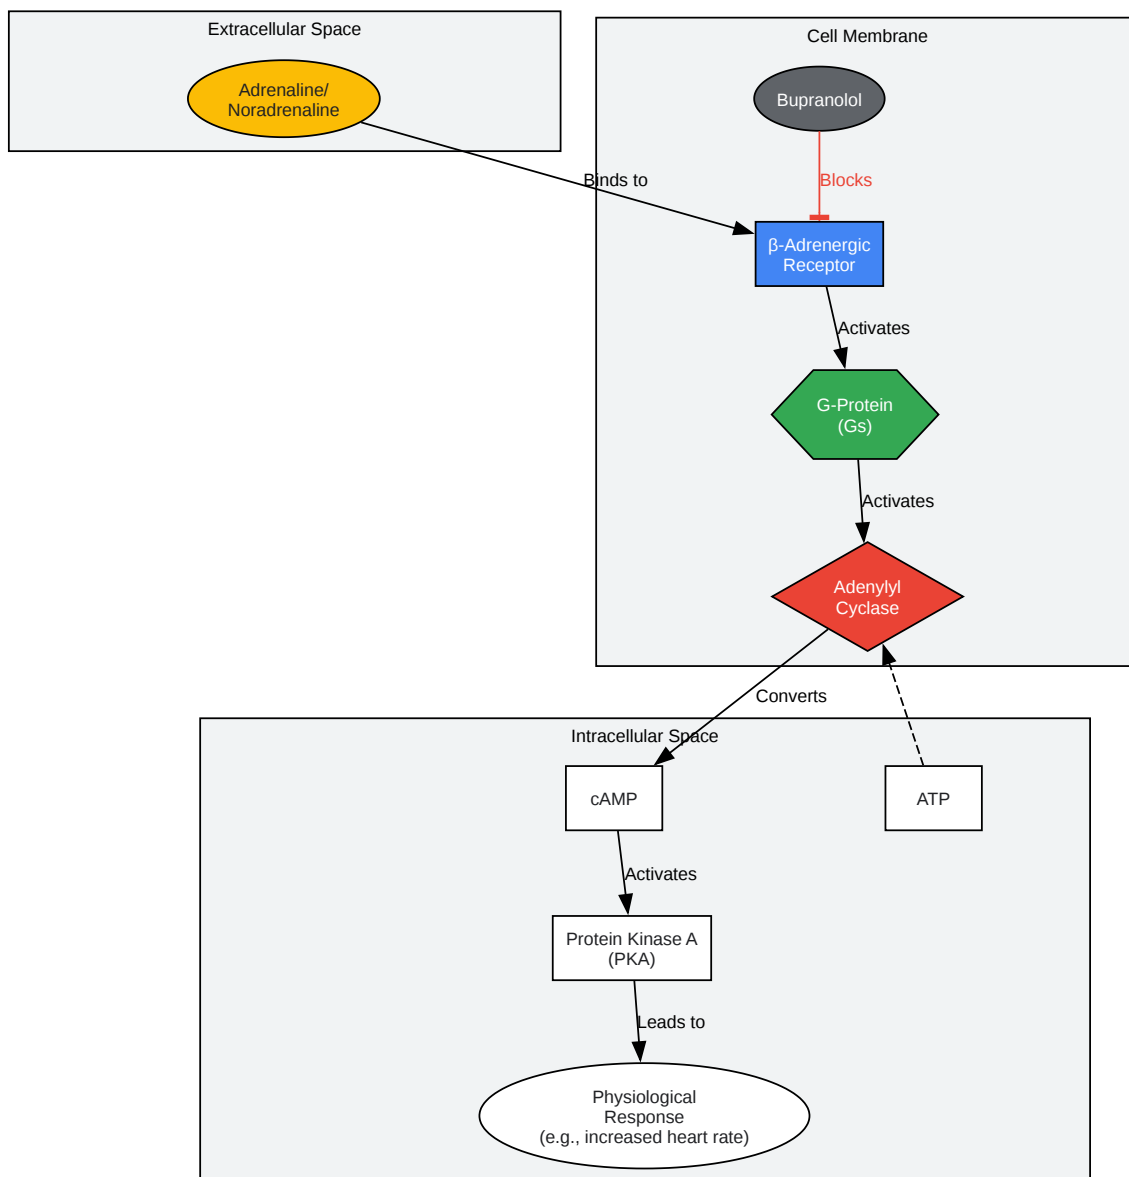 Extracellular Space
Adrenaline/
Noradrenaline
Cell Membrane
Bupranolol
Binds to
Blocks
β-Adrenergic
Receptor
Activates
G-Protein
(Gs)
Activates
Adenylyl
Cyclase
Converts
Intracellular Space
cAMP
ATP
Activates
Protein Kinase A
(PKA)
Leads to
Physiological
Response
(e.g., increased heart rate)